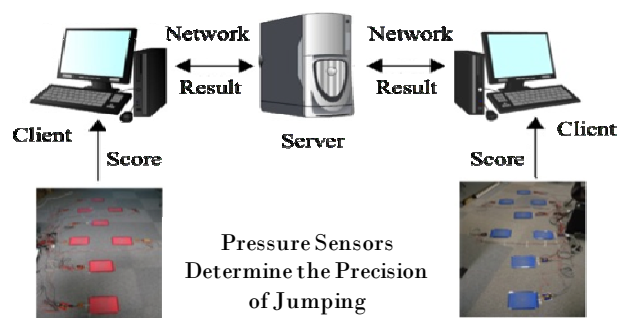 Network
Network
Result
Result
Client
Server
Client
Score
Score
Pressure Sensors
Determine the Precision
of Jumping